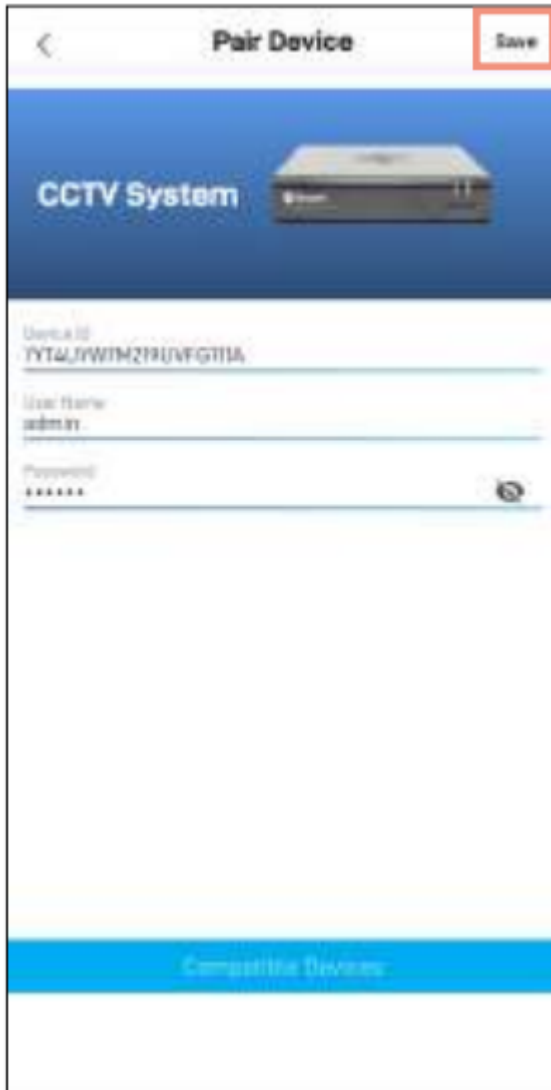 Pair Device
Save
CCTV System
Device ID
User Name
admin
Password
••••••
Compatible Devices